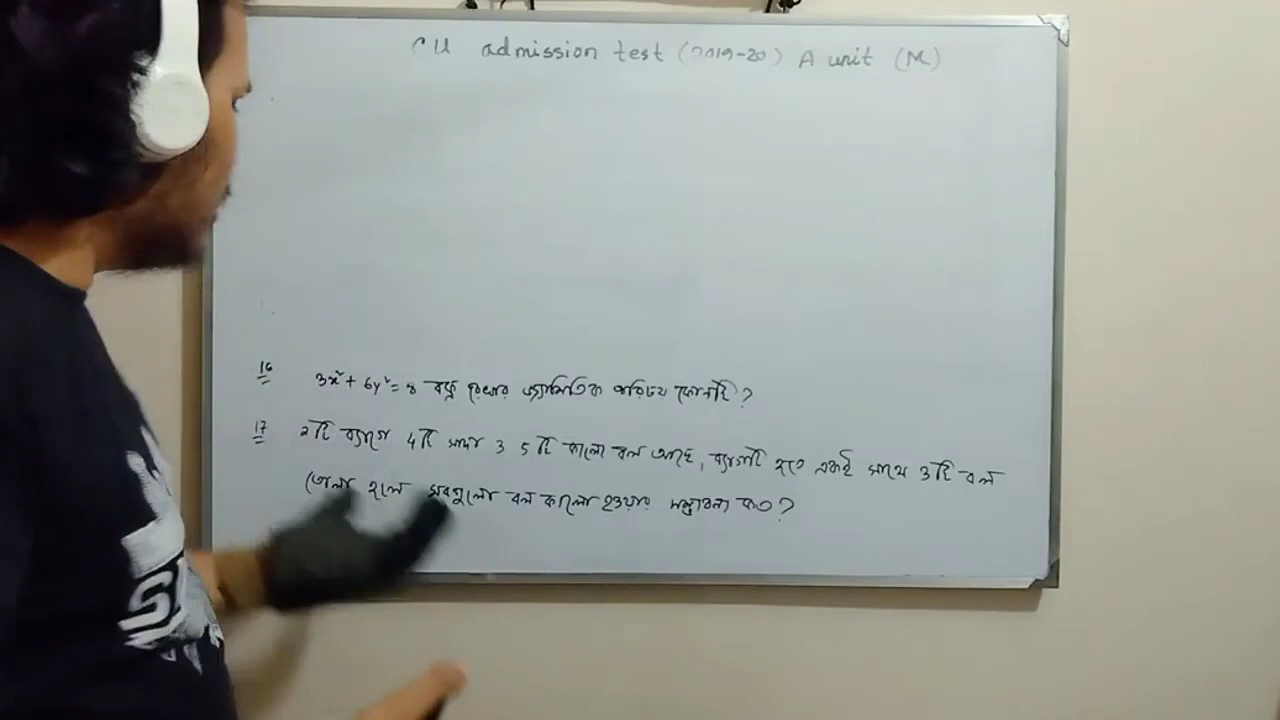 CU admission test (2019-20) A unit (M)
16 3x²+6y²=8 বক্র রেখার জ্যামিতিক পরিচয় কোনটি?
17 ২টি ব্যাগে 4টি সাদা ও 5টি কালো বল আছে, ব্যাগটি হতে একই সাথে 3টি বল
তোলা হলে সবগুলো বল কালো হওয়ার সম্ভাবনা কত?